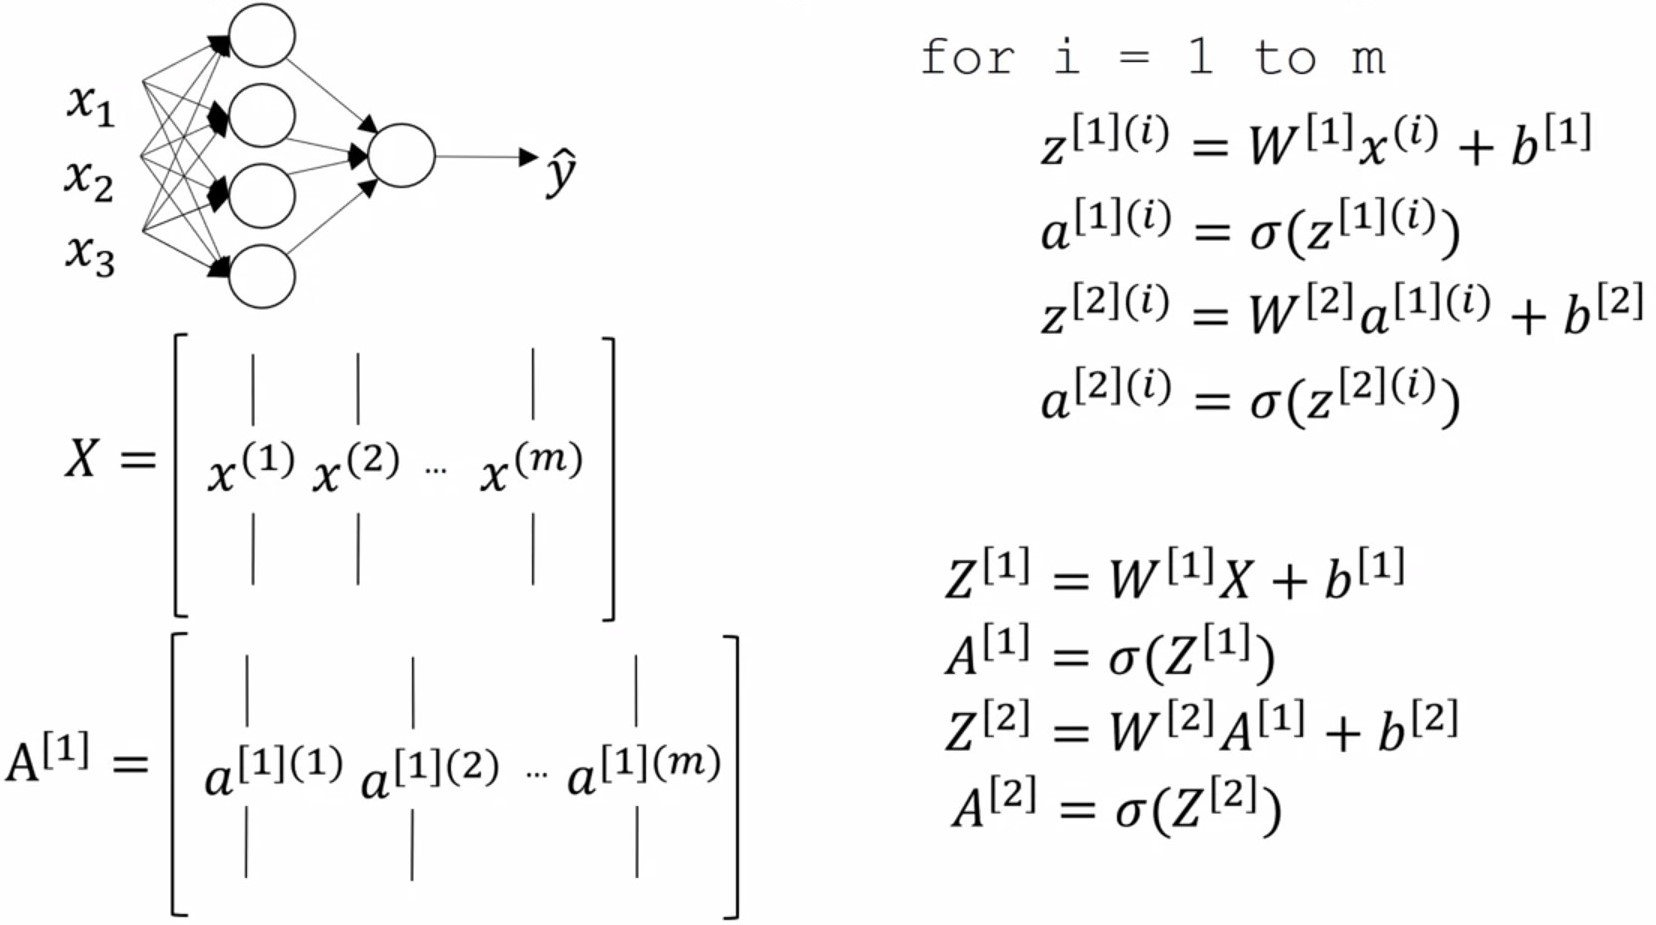 x₁
x₂
x₃
ŷ
X = [ x⁽¹⁾ x⁽²⁾ ... x⁽ᵐ⁾ ]
A^[1] = [ a^[1](1) a^[1](2) ... a^[1](m) ]
for i = 1 to m
z^[1](i) = W^[1]x^(i) + b^[1]
a^[1](i) = σ(z^[1](i))
z^[2](i) = W^[2]a^[1](i) + b^[2]
a^[2](i) = σ(z^[2](i))
Z^[1] = W^[1]X + b^[1]
A^[1] = σ(Z^[1])
Z^[2] = W^[2]A^[1] + b^[2]
A^[2] = σ(Z^[2])